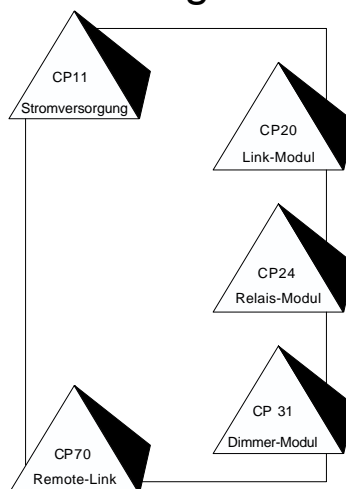 CP11
Stromversorgung
CP20
Link-Modul
CP24
Relais-Modul
CP 31
Dimmer-Modul
CP70
Remote-Link